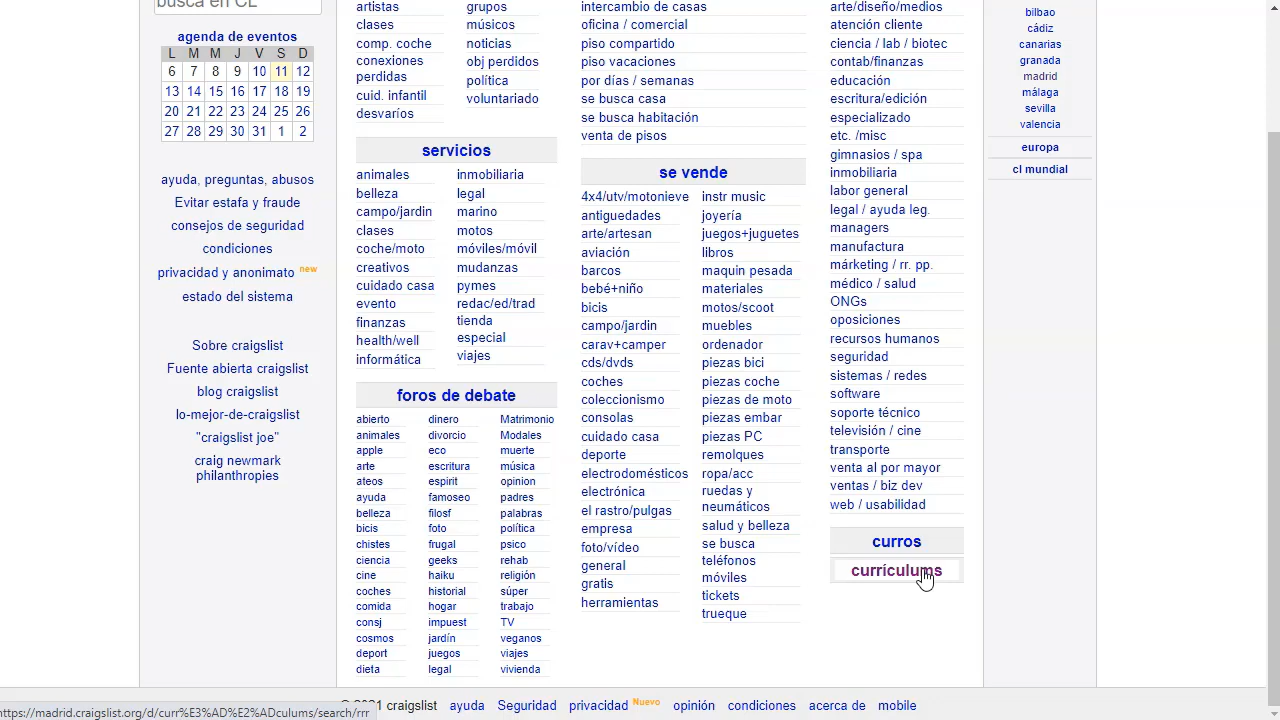 busca en CL
agenda de eventos
L M M J V S D
6 7 8 9 10 11 12
13 14 15 16 17 18 19
20 21 22 23 24 25 26
27 28 29 30 31 1 2
ayuda, preguntas, abusos
Evitar estafa y fraude
consejos de seguridad
condiciones
privacidad y anonimato new
estado del sistema
Sobre craigslist
Fuente abierta craigslist
blog craigslist
lo-mejor-de-craigslist
"craigslist joe"
craig newmark
philanthropies
artistas
clases
comp. coche
conexiones
perdidas
cuid. infantil
desvaríos
grupos
músicos
noticias
obj perdidos
política
voluntariado
servicios
animales
belleza
campo/jardin
clases
coche/moto
creativos
cuidado casa
evento
finanzas
health/well
informática
inmobiliaria
legal
marino
motos
móviles/móvil
mudanzas
pymes
redac/ed/trad
tienda
especial
viajes
foros de debate
abierto
animales
apple
arte
ateos
ayuda
belleza
bicis
chistes
ciencia
cine
coches
comida
consj
cosmos
deport
dieta
dinero
divorcio
eco
escritura
espirit
famoseo
filosf
foto
frugal
geeks
haiku
historial
hogar
impuest
jardín
juegos
legal
Matrimonio
Modales
muerte
música
opinion
padres
palabras
política
psico
rehab
religión
súper
trabajo
TV
veganos
viajes
vivienda
intercambio de casas
oficina / comercial
piso compartido
piso vacaciones
por días / semanas
se busca casa
se busca habitación
venta de pisos
se vende
4x4/utv/motonieve
antiguedades
arte/artesan
aviación
barcos
bebé+niño
bicis
campo/jardin
carav+camper
cds/dvds
coches
coleccionismo
consolas
cuidado casa
deporte
electrodomésticos
electrónica
el rastro/pulgas
empresa
foto/vídeo
general
gratis
herramientas
instr music
joyería
juegos+juguetes
libros
maquin pesada
materiales
motos/scoot
muebles
ordenador
piezas bici
piezas coche
piezas de moto
piezas embar
piezas PC
remolques
ropa/acc
ruedas y
neumáticos
salud y belleza
se busca
teléfonos
móviles
tickets
trueque
arte/diseño/medios
atención cliente
ciencia / lab / biotec
contab/finanzas
educación
escritura/edición
especializado
etc. /misc
gimnasios / spa
inmobiliaria
labor general
legal / ayuda leg.
managers
manufactura
márketing / rr. pp.
médico / salud
ONGs
oposiciones
recursos humanos
seguridad
sistemas / redes
software
soporte técnico
televisión / cine
transporte
venta al por mayor
ventas / biz dev
web / usabilidad
curros
currículums
bilbao
cádiz
canarias
granada
madrid
málaga
sevilla
valencia
europa
cl mundial
craigslist ayuda Seguridad privacidad Nuevo opinión condiciones acerca de mobile
https://madrid.craigslist.org/d/curr%E3%AD%E2%ADculums/search/rrr